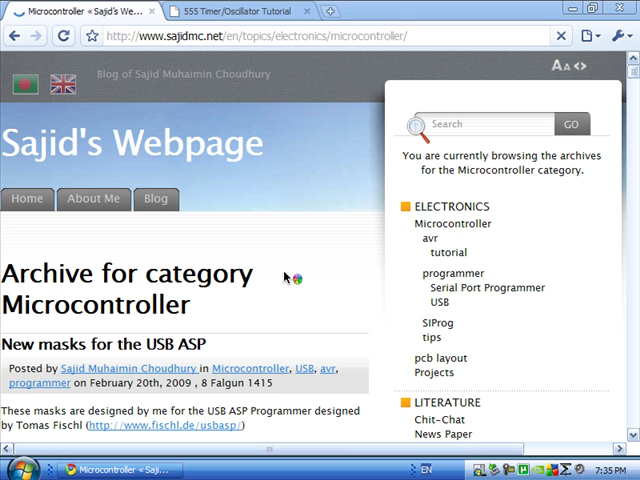 Microcontroller « Sajid's We...
555 Timer/Oscillator Tutorial
http://www.sajidmc.net/en/topics/electronics/microcontroller/
Blog of Sajid Muhaimin Choudhury
AA<>
Sajid's Webpage
Home
About Me
Blog
Search
GO
You are currently browsing the archives
for the Microcontroller category.
Archive for category
Microcontroller
New masks for the USB ASP
Posted by Sajid Muhaimin Choudhury in Microcontroller, USB, avr,
programmer on February 20th, 2009 , 8 Falgun 1415
These masks are designed by me for the USB ASP Programmer designed
by Tomas Fischl (http://www.fischl.de/usbasp/)
ELECTRONICS
Microcontroller
avr
tutorial
programmer
Serial Port Programmer
USB
SIProg
tips
pcb layout
Projects
LITERATURE
Chit-Chat
News Paper
Microcontroller « Saji...
EN
7:35 PM